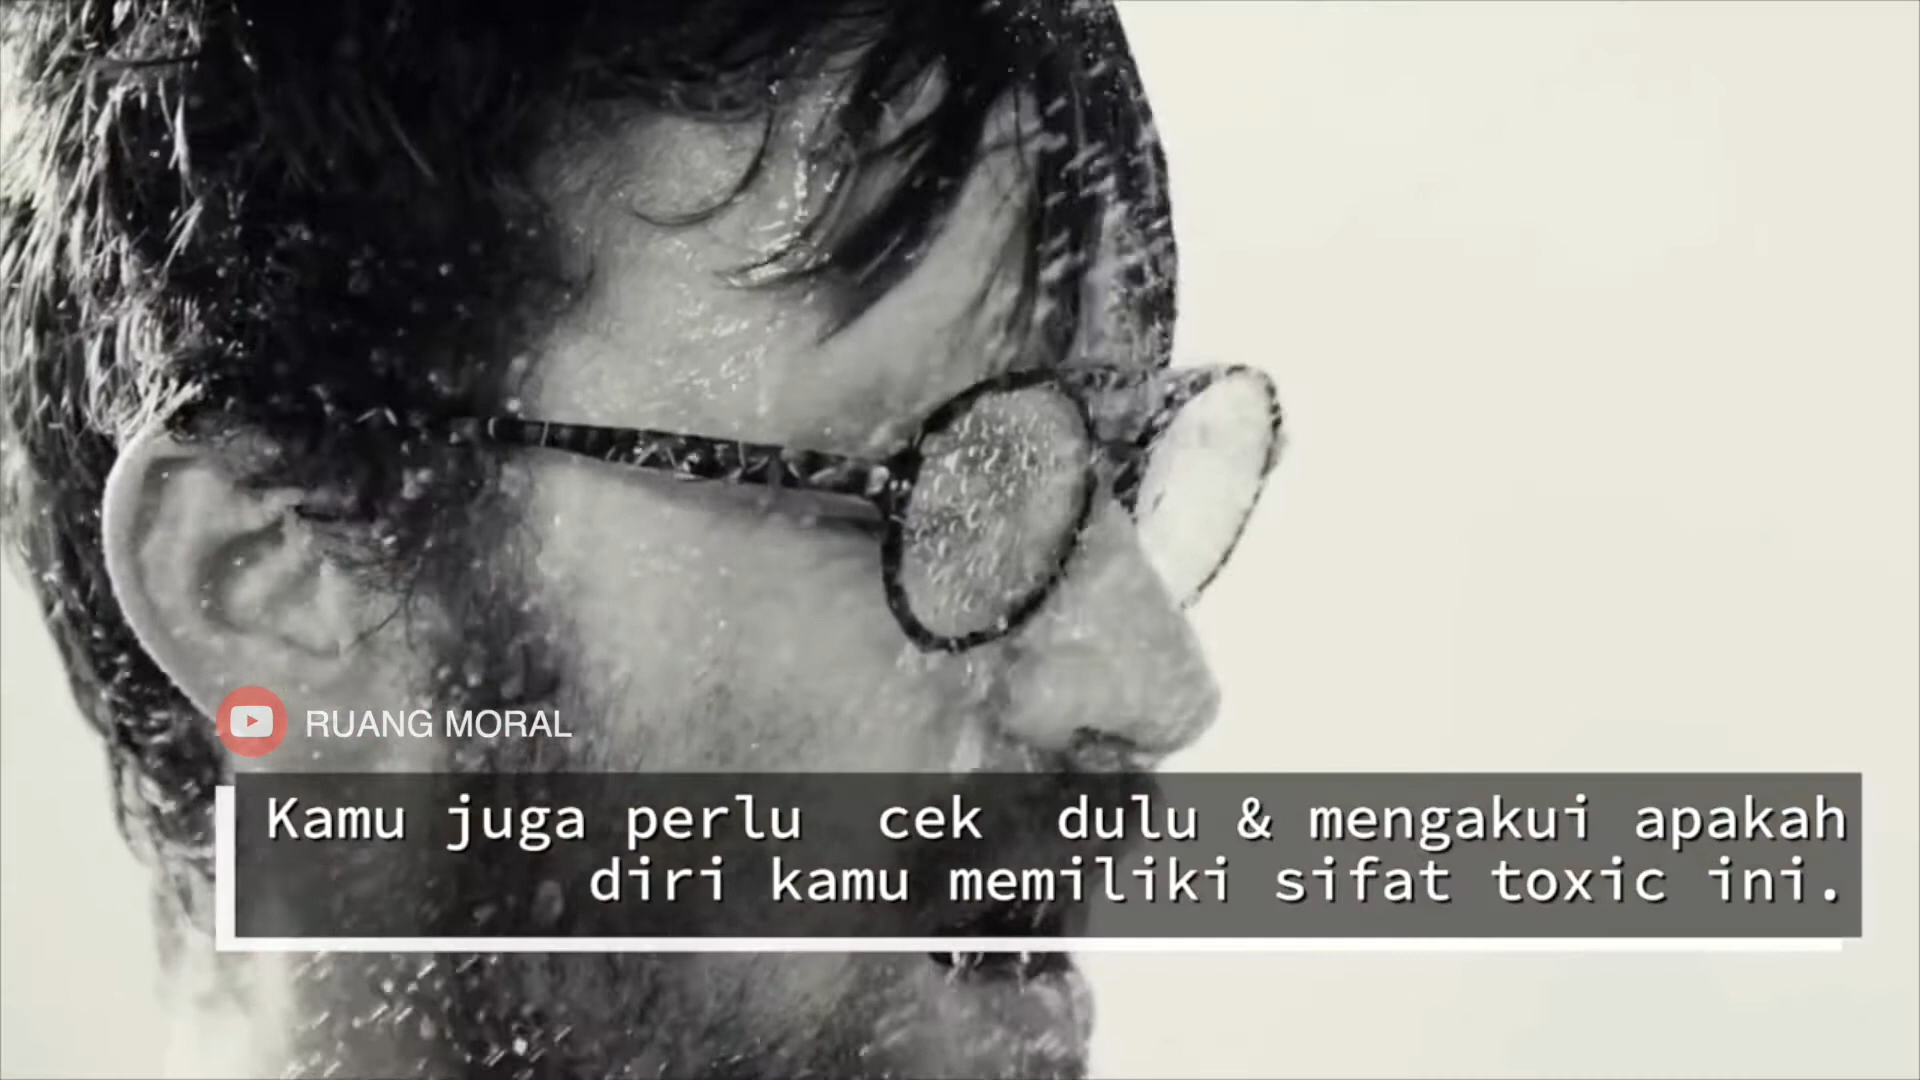 RUANG MORAL
Kamu juga perlu cek dulu & mengakui apakah
diri kamu memiliki sifat toxic ini.